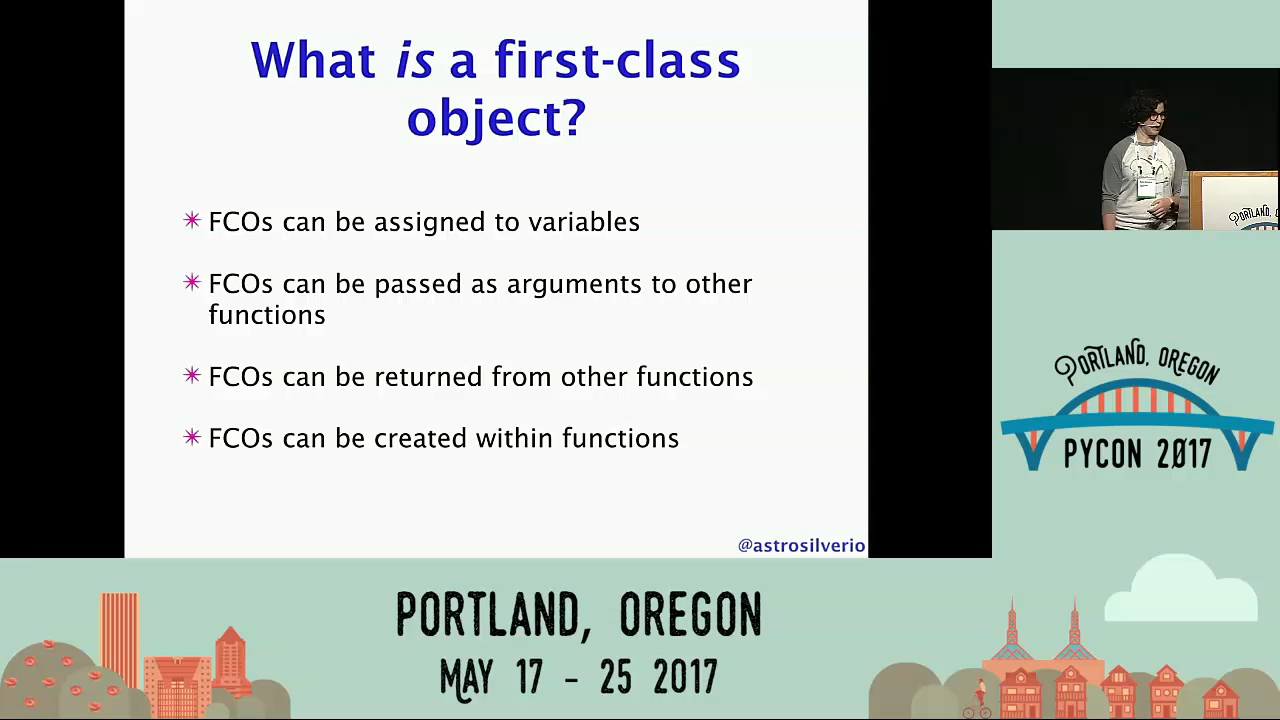 What is a first-class
object?
✴ FCOs can be assigned to variables
✴ FCOs can be passed as arguments to other
functions
✴ FCOs can be returned from other functions
✴ FCOs can be created within functions
@astrosilverio
PORTLAND, OREGON
PYCON 2017
PORTLAND, OREGON
MAY 17 - 25 2017